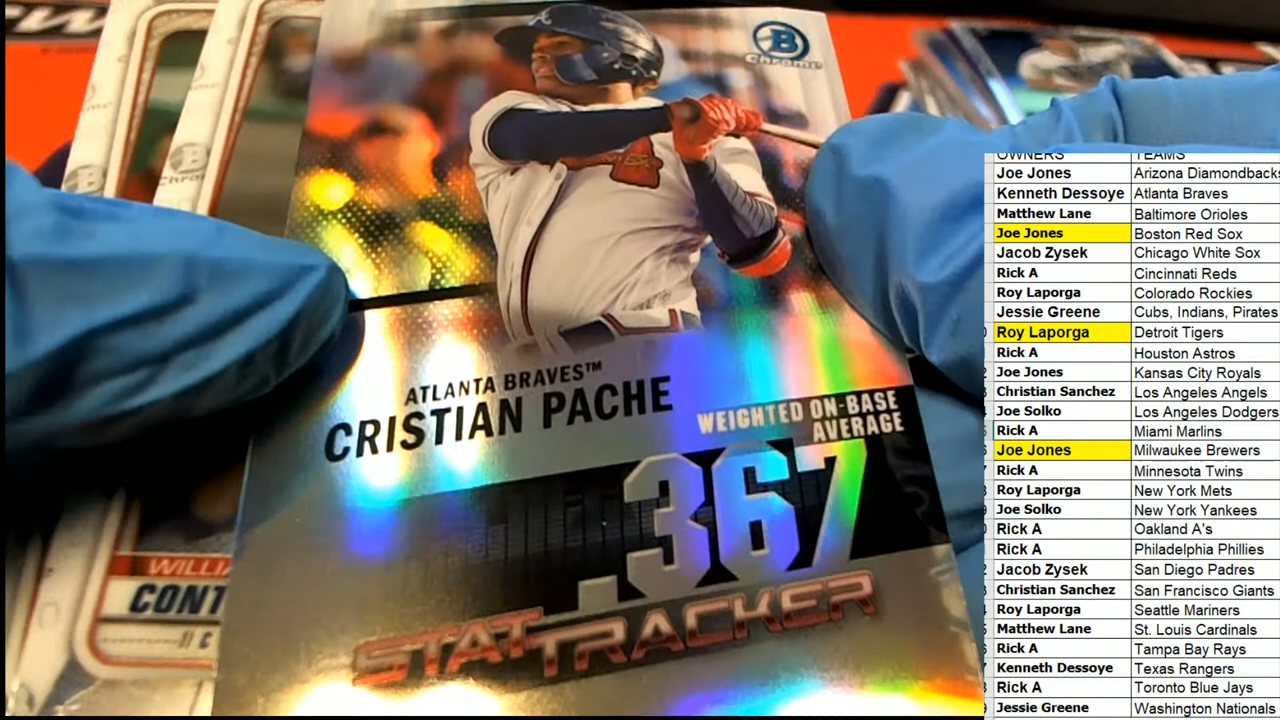 B
Chrome
ATLANTA BRAVES™
CRISTIAN PACHE
WEIGHTED ON-BASE
AVERAGE
.367
STAT TRACKER
WILLI
CONT
C
OWNERS TEAMS
Joe Jones Arizona Diamondbacks
Kenneth Dessoye Atlanta Braves
Matthew Lane Baltimore Orioles
Joe Jones Boston Red Sox
Jacob Zysek Chicago White Sox
Rick A Cincinnati Reds
Roy Laporga Colorado Rockies
Jessie Greene Cubs, Indians, Pirates
Roy Laporga Detroit Tigers
Rick A Houston Astros
Joe Jones Kansas City Royals
Christian Sanchez Los Angeles Angels
Joe Solko Los Angeles Dodgers
Rick A Miami Marlins
Joe Jones Milwaukee Brewers
Rick A Minnesota Twins
Roy Laporga New York Mets
Joe Solko New York Yankees
Rick A Oakland A's
Rick A Philadelphia Phillies
Jacob Zysek San Diego Padres
Christian Sanchez San Francisco Giants
Roy Laporga Seattle Mariners
Matthew Lane St. Louis Cardinals
Rick A Tampa Bay Rays
Kenneth Dessoye Texas Rangers
Rick A Toronto Blue Jays
Jessie Greene Washington Nationals